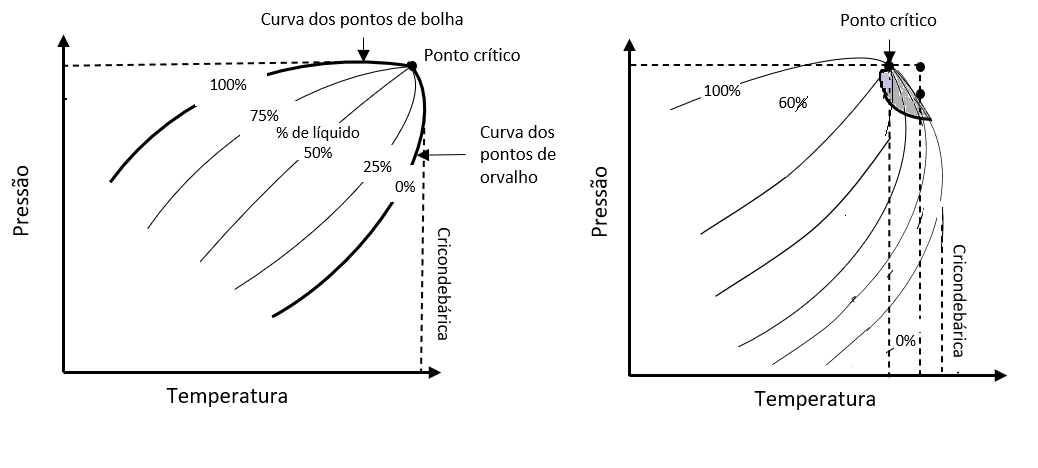 Curva dos pontos de bolha
Ponto crítico
100%
75%
% de líquido
50%
25%
0%
Curva dos
pontos de
orvalho
Pressão
Cricondebárica
Temperatura
Ponto crítico
100%
60%
0%
Pressão
Cricondebárica
Temperatura